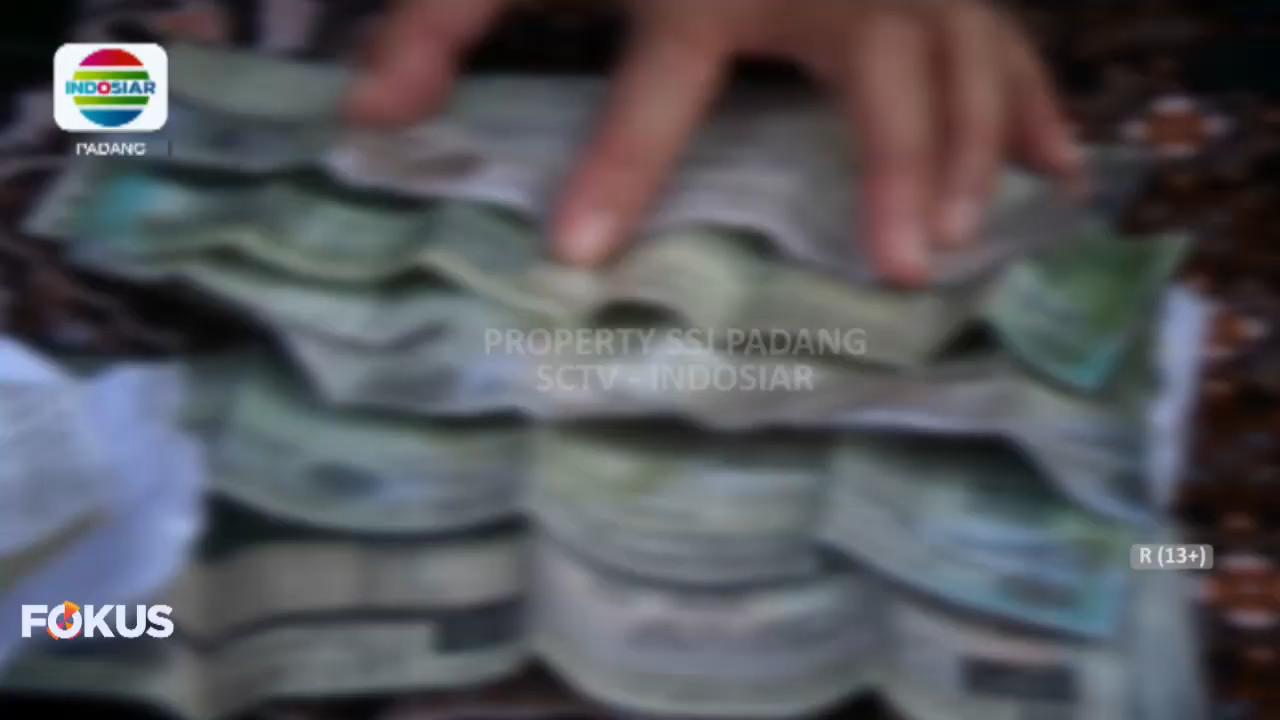 INDOSIAR
PADANG
PROPERTY SSI PADANG
SCTV - INDOSIAR
R (13+)
FOKUS